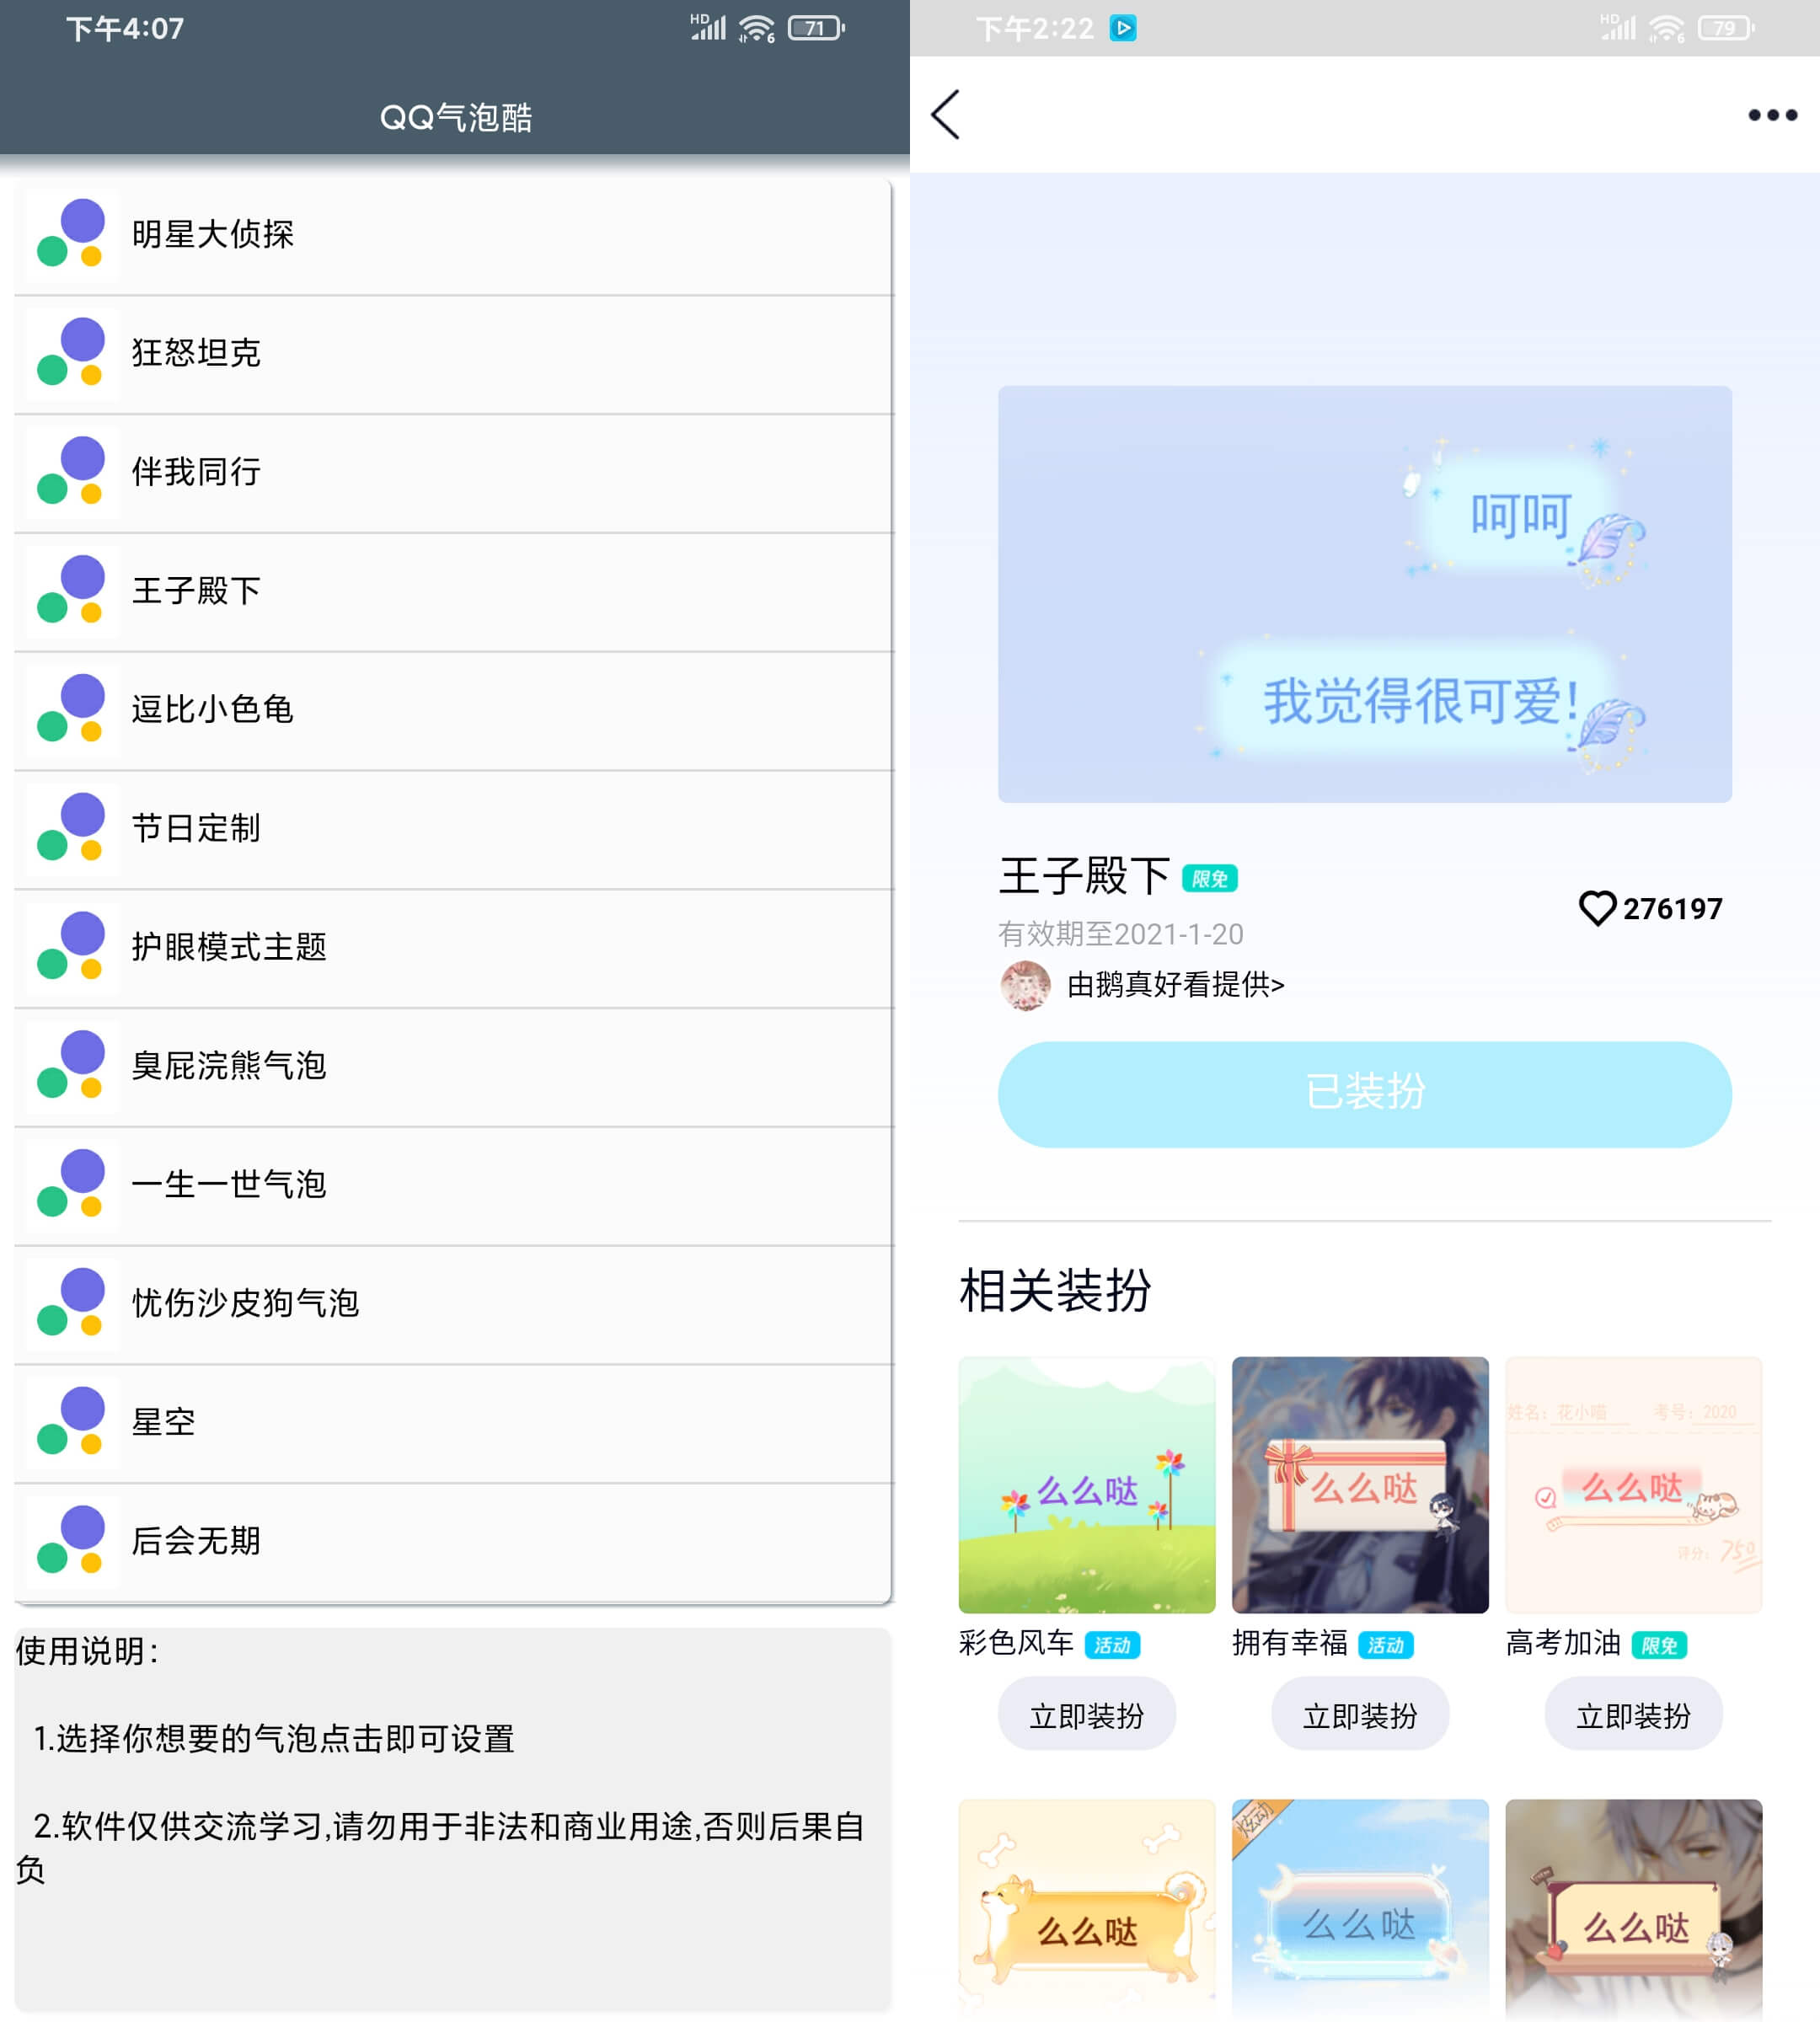 下午4:07
HD
6
71
QQ气泡酷
明星大侦探
狂怒坦克
伴我同行
王子殿下
逗比小色龟
节日定制
护眼模式主题
臭屁浣熊气泡
一生一世气泡
忧伤沙皮狗气泡
星空
后会无期
使用说明:
1.选择你想要的气泡点击即可设置
2.软件仅供交流学习,请勿用于非法和商业用途,否则后果自
负
下午2:22
HD
6
79
呵呵
我觉得很可爱!
王子殿下 限免
276197
有效期至2021-1-20
由鹅真好看提供>
已装扮
相关装扮
么么哒
么么哒
姓名: 花小喵 考号: 2020
么么哒
评分: 750
彩色风车 活动
拥有幸福 活动
高考加油 限免
立即装扮
立即装扮
立即装扮
么么哒
炫动
么么哒
么么哒